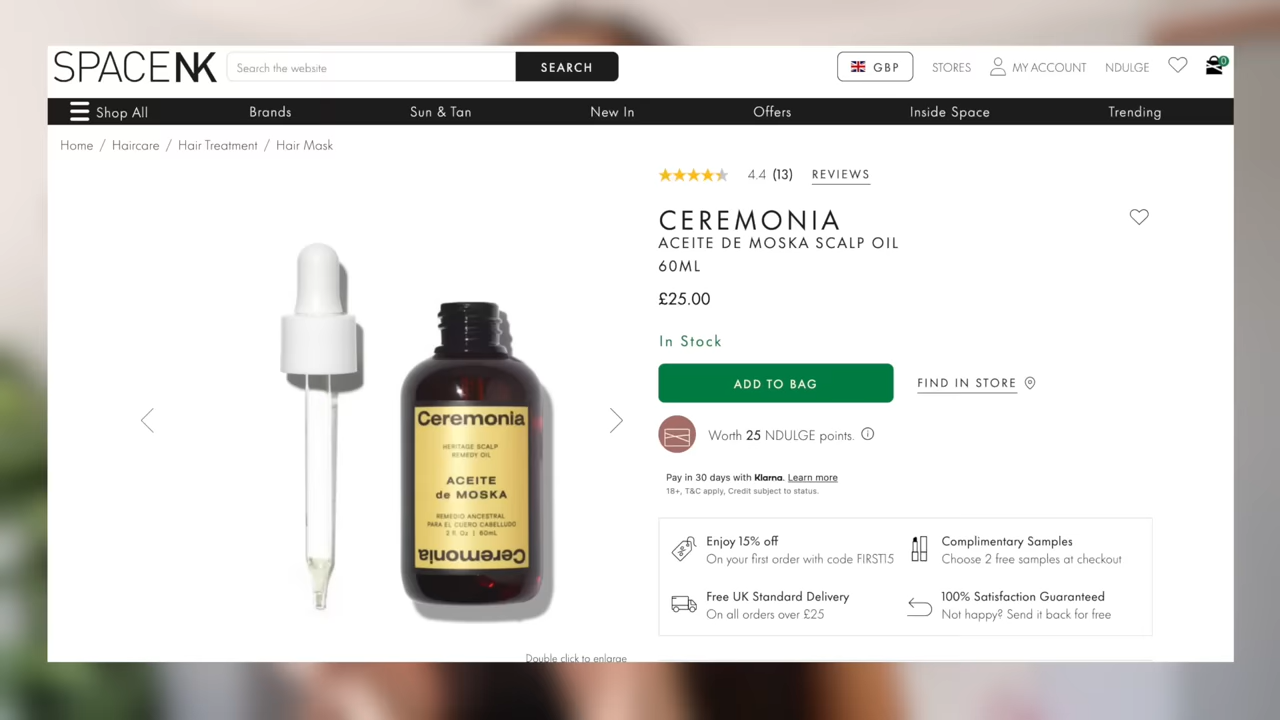 SPACENK
Search the website
SEARCH
GBP
STORES
MY ACCOUNT
NDULGE
0
Shop All
Brands
Sun & Tan
New In
Offers
Inside Space
Trending
Home / Haircare / Hair Treatment / Hair Mask
4.4 (13) REVIEWS
CEREMONIA
ACEITE DE MOSKA SCALP OIL
60ML
£25.00
In Stock
ADD TO BAG
FIND IN STORE
Worth 25 NDULGE points.
Pay in 30 days with Klarna. Learn more
18+, T&C apply, Credit subject to status.
Enjoy 15% off
On your first order with code FIRST15
Complimentary Samples
Choose 2 free samples at checkout
Free UK Standard Delivery
On all orders over £25
100% Satisfaction Guaranteed
Not happy? Send it back for free
Ceremonia
HERITAGE SCALP
REMEDY OIL
ACEITE
de MOSKA
REMEDIO ANCESTRAL
PARA EL CUERO CABELLUDO
2 fl Oz | 60mL
Ceremonia
Double click to enlarge